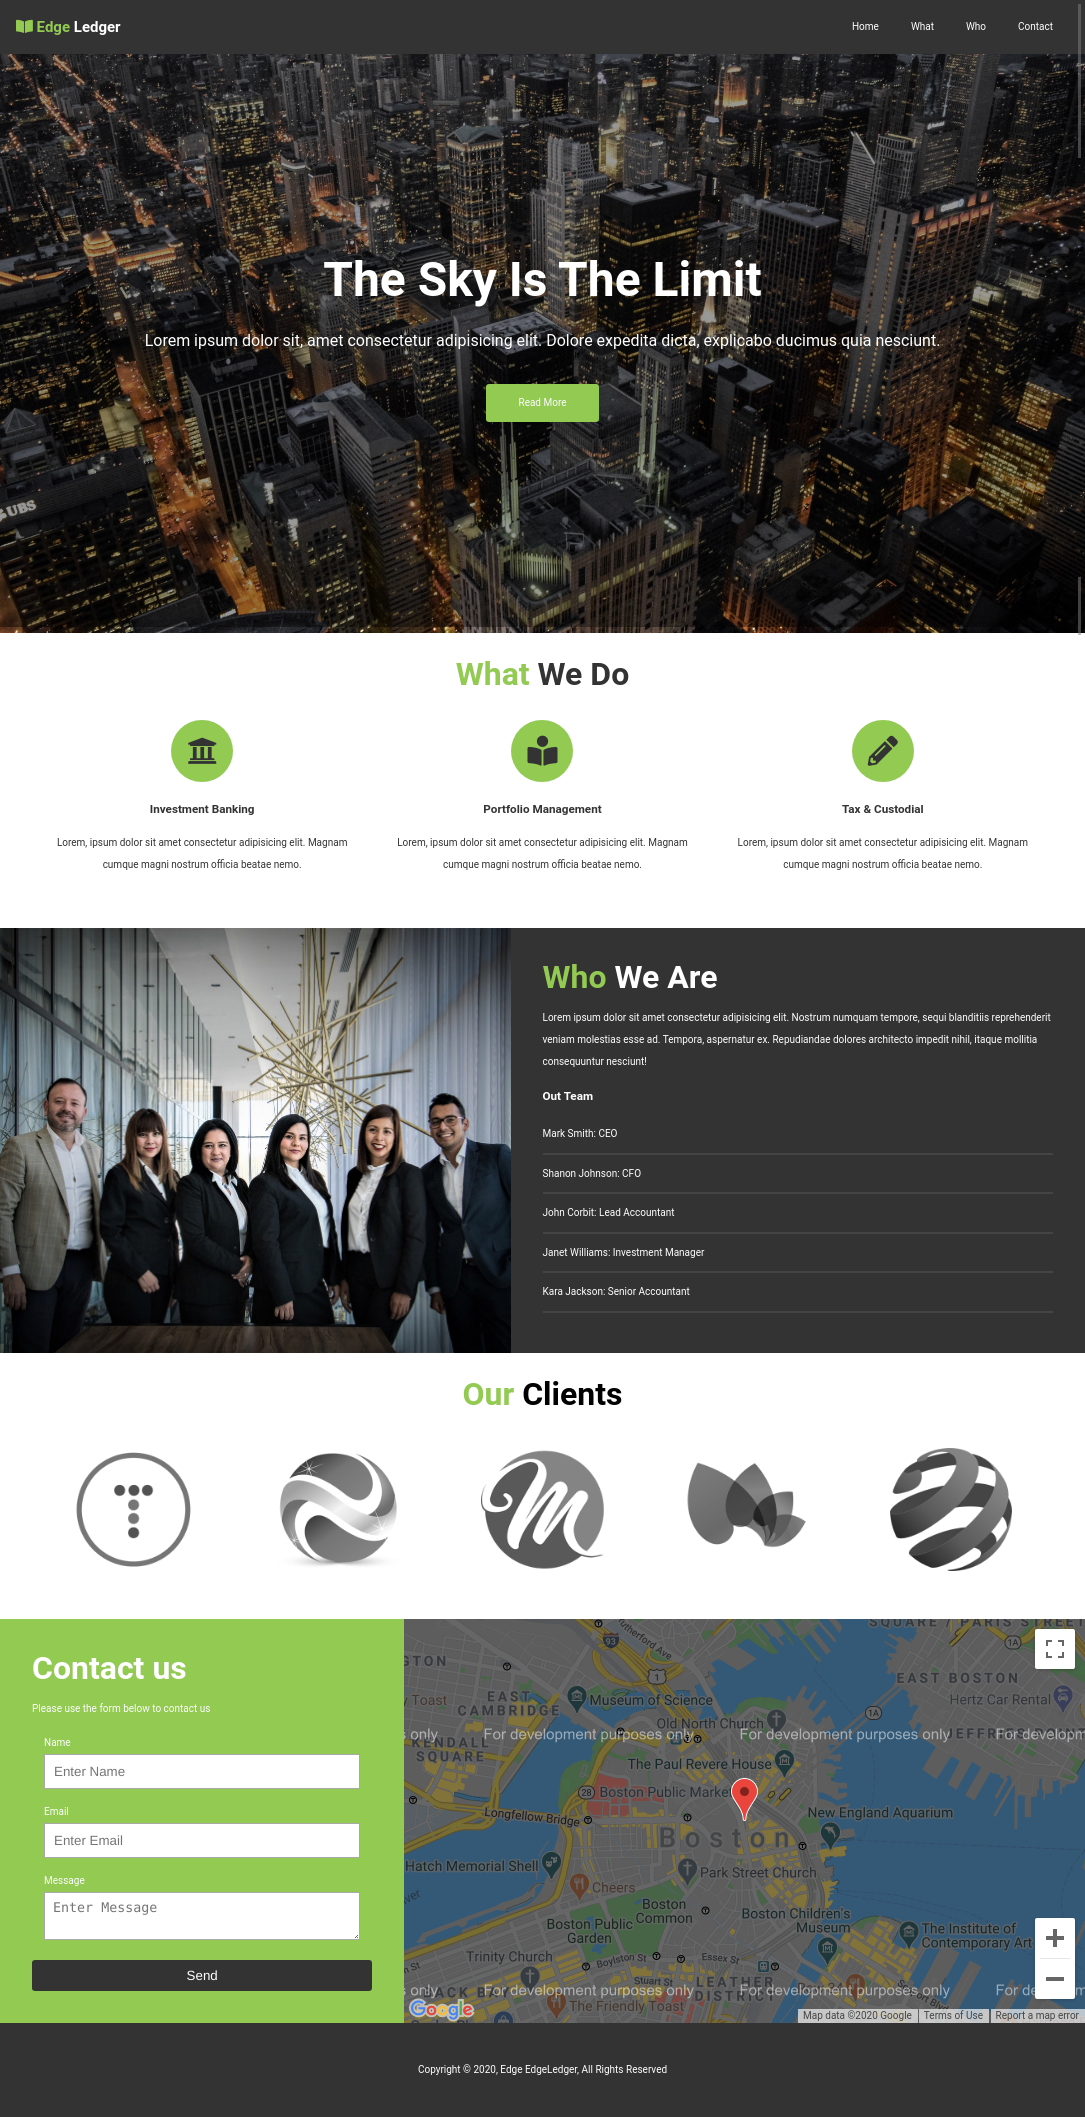 Edge Ledger
Home What Who Contact
UBS
The Sky Is The Limit
Lorem ipsum dolor sit, amet consectetur adipisicing elit. Dolore expedita dicta, explicabo ducimus quia nesciunt.
Read More
What We Do
Investment Banking
Lorem, ipsum dolor sit amet consectetur adipisicing elit. Magnam
cumque magni nostrum officia beatae nemo.
Portfolio Management
Lorem, ipsum dolor sit amet consectetur adipisicing elit. Magnam
cumque magni nostrum officia beatae nemo.
Tax & Custodial
Lorem, ipsum dolor sit amet consectetur adipisicing elit. Magnam
cumque magni nostrum officia beatae nemo.
Who We Are
Lorem ipsum dolor sit amet consectetur adipisicing elit. Nostrum numquam tempore, sequi blanditiis reprehenderit
veniam molestias esse ad. Tempora, aspernatur ex. Repudiandae dolores architecto impedit nihil, itaque mollitia
consequuntur nesciunt!
Out Team
Mark Smith: CEO
Shanon Johnson: CFO
John Corbit: Lead Accountant
Janet Williams: Investment Manager
Kara Jackson: Senior Accountant
Our Clients
T
M
Contact us
Please use the form below to contact us
Name
Enter Name
Email
Enter Email
Message
Enter Message
Send
SQUARE / PARIS STREET
Rutherford Ave
93
1A
1
EAST BOSTON
Hertz Car Rental
Toast
EAST
CAMBRIDGE
Museum of Science
Old North Church
1A
only
For development purposes only
For development purposes only
KENDALL
SQUARE
The Paul Revere House
28
Boston Public Market
Longfellow Bridge
New England Aquarium
Boston
Hatch Memorial Shell
Park Street Church
Cheers
Boston
Common
Boston Public
Garden
Boston Children's
Museum
The Institute of
Contemporary Art
Trinity Church
Boylston St
Essex St
Stuart St
LEATHER
DISTRICT
only
For development purposes only
For development purposes only
The Friendly Toast
Google
Map data ©2020 Google
Terms of Use
Report a map error
Copyright © 2020, Edge EdgeLedger, All Rights Reserved